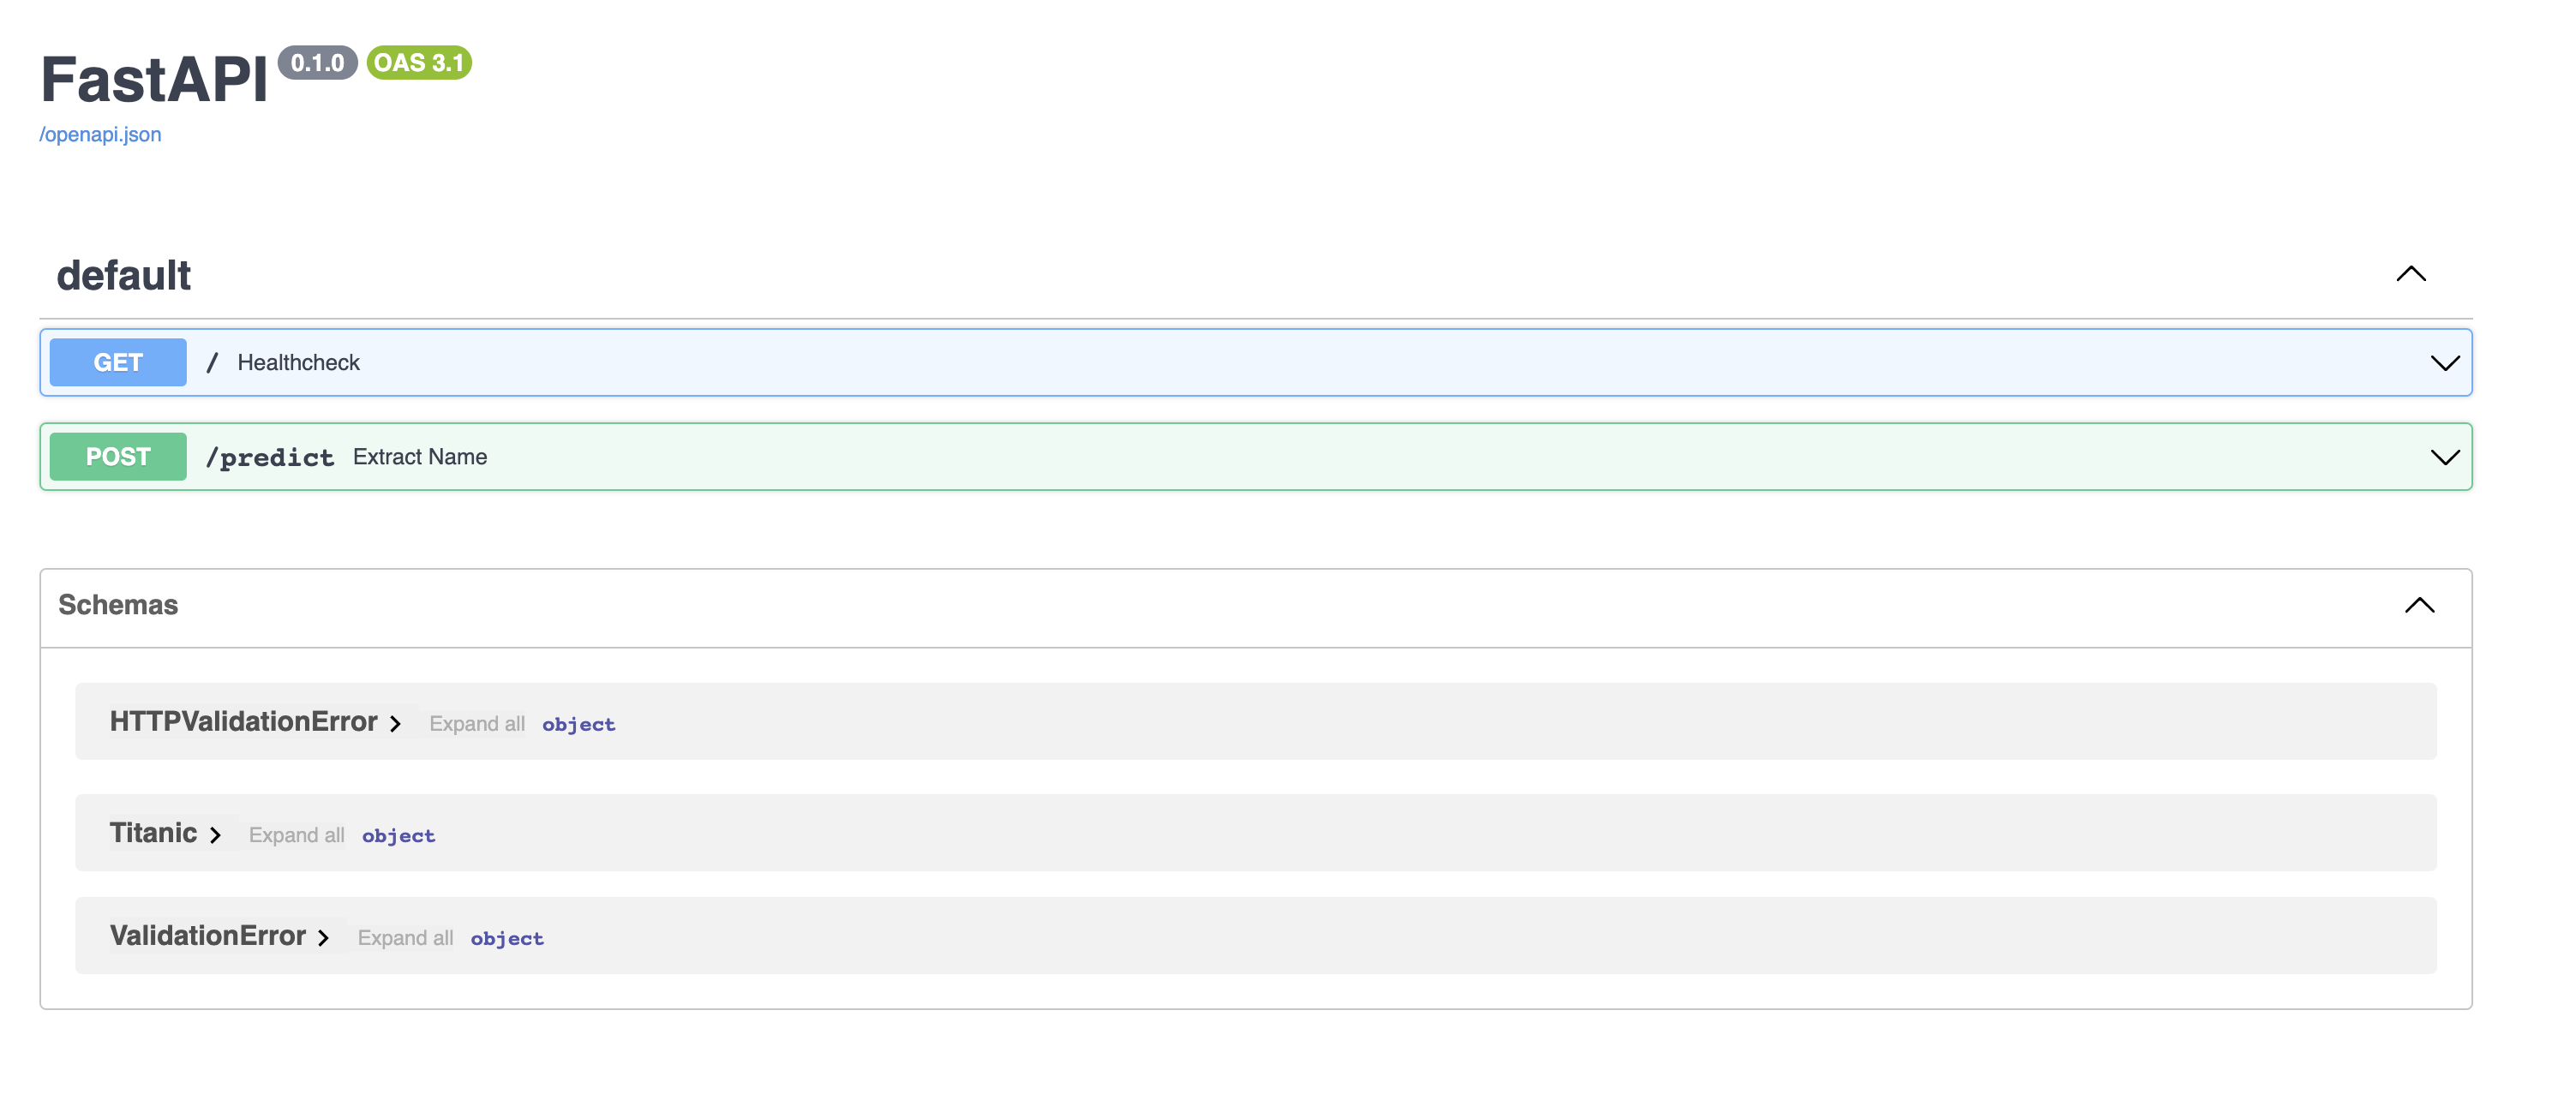 FastAPI 0.1.0 OAS 3.1
/openapi.json
default
GET / Healthcheck
POST /predict Extract Name
Schemas
HTTPValidationError Expand all object
Titanic Expand all object
ValidationError Expand all object